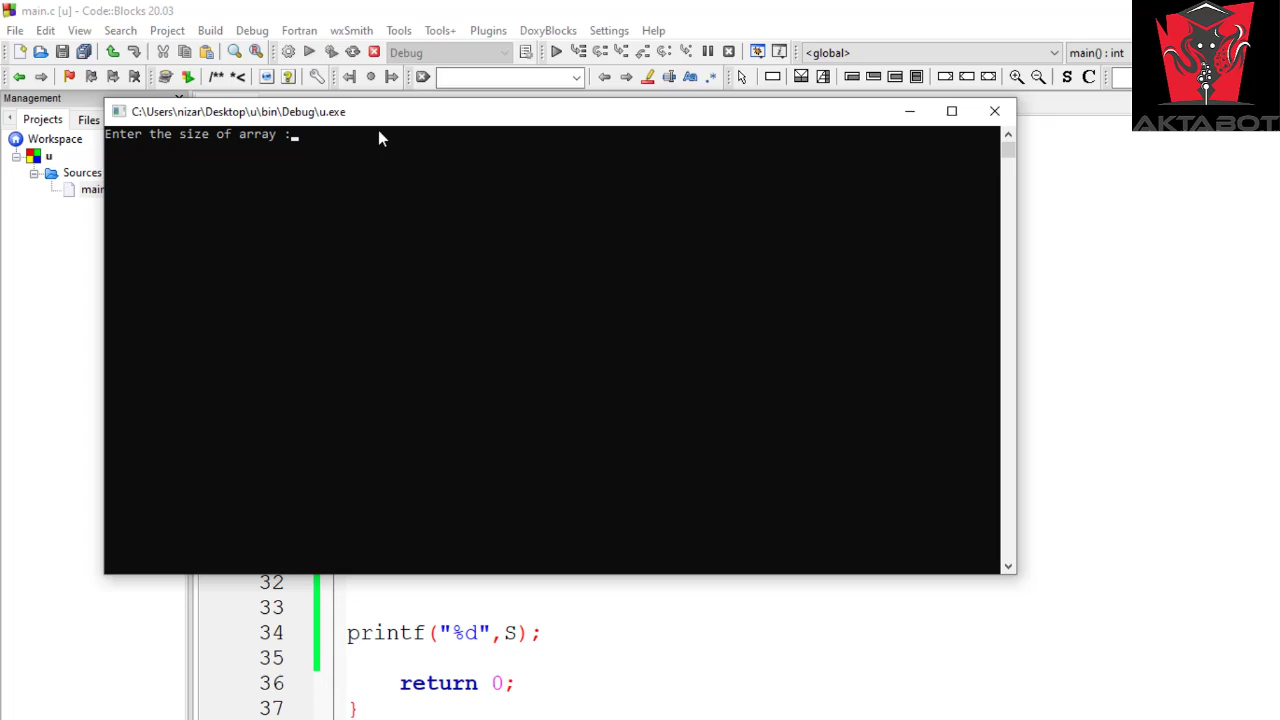 main.c [u] - Code::Blocks 20.03
File Edit View Search Project Build Debug Fortran wxSmith Tools Tools+ Plugins DoxyBlocks Settings Help
Debug
<global>
main() : int
/** *<
S C
Management
Projects Files
Workspace
u
Sources
main
C:\Users\nizar\Desktop\u\bin\Debug\u.exe
Enter the size of array :
32
33
34 printf("%d",S);
35
36 return 0;
37 }
AKTABOT